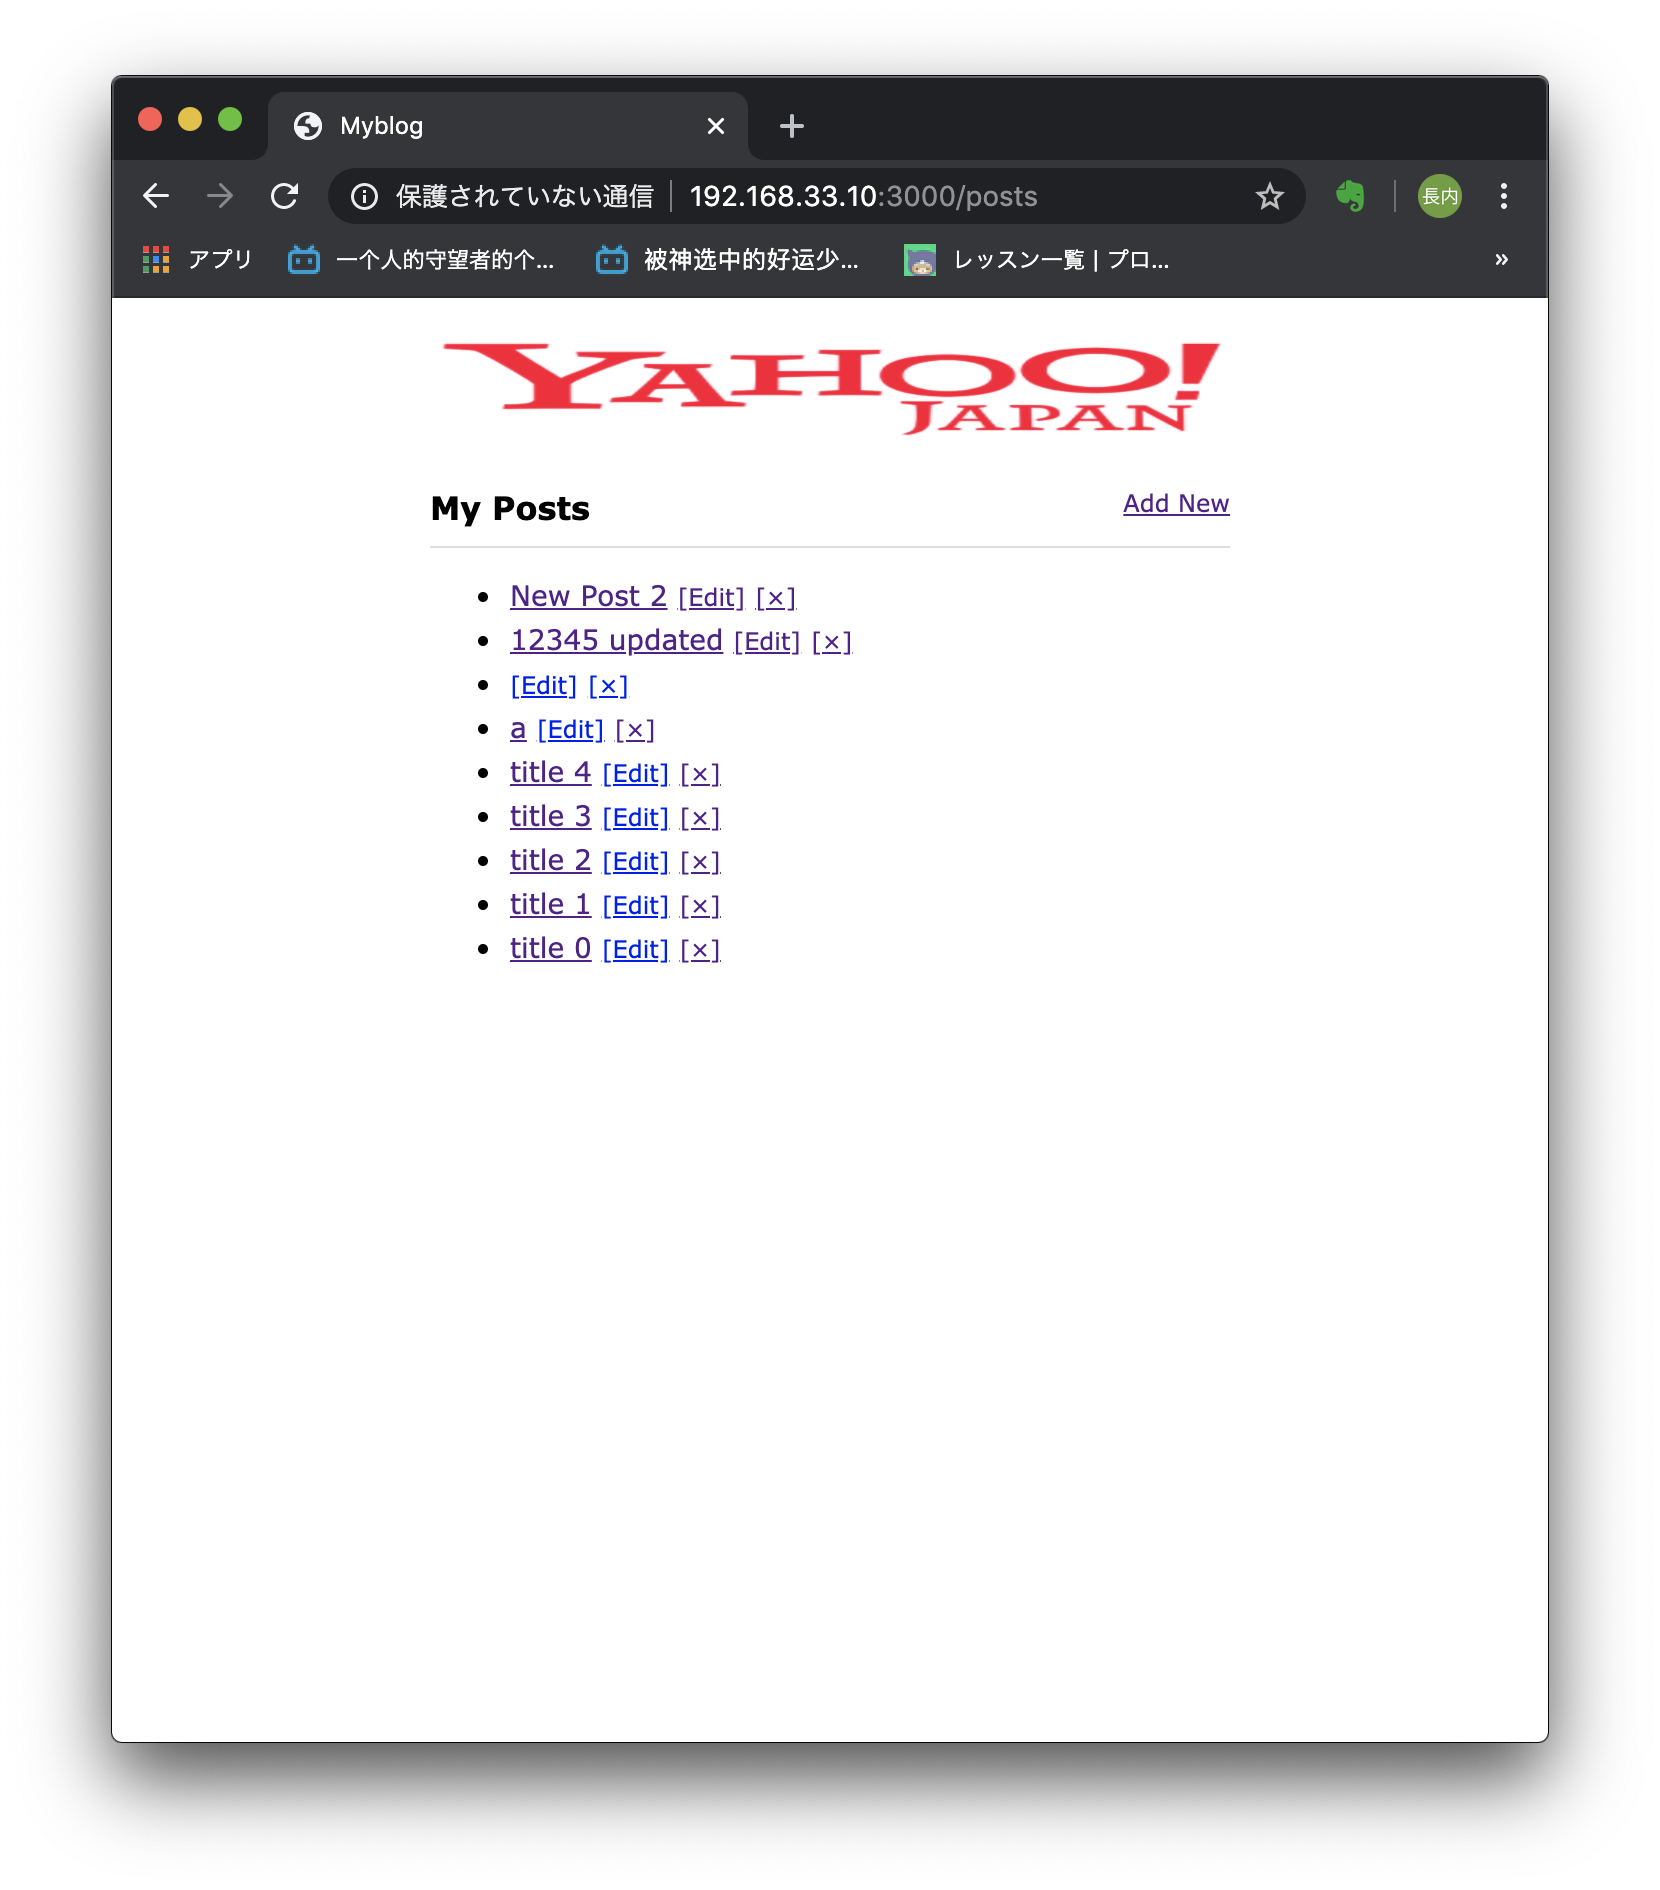 Myblog
保護されていない通信 192.168.33.10:3000/posts 長内
アプリ 一个人的守望者的个... 被神选中的好运少... レッスン一覧 | プロ... »
YAHOO!
JAPAN
My Posts Add New
New Post 2 [Edit] [×]
12345 updated [Edit] [×]
[Edit] [×]
a [Edit] [×]
title 4 [Edit] [×]
title 3 [Edit] [×]
title 2 [Edit] [×]
title 1 [Edit] [×]
title 0 [Edit] [×]